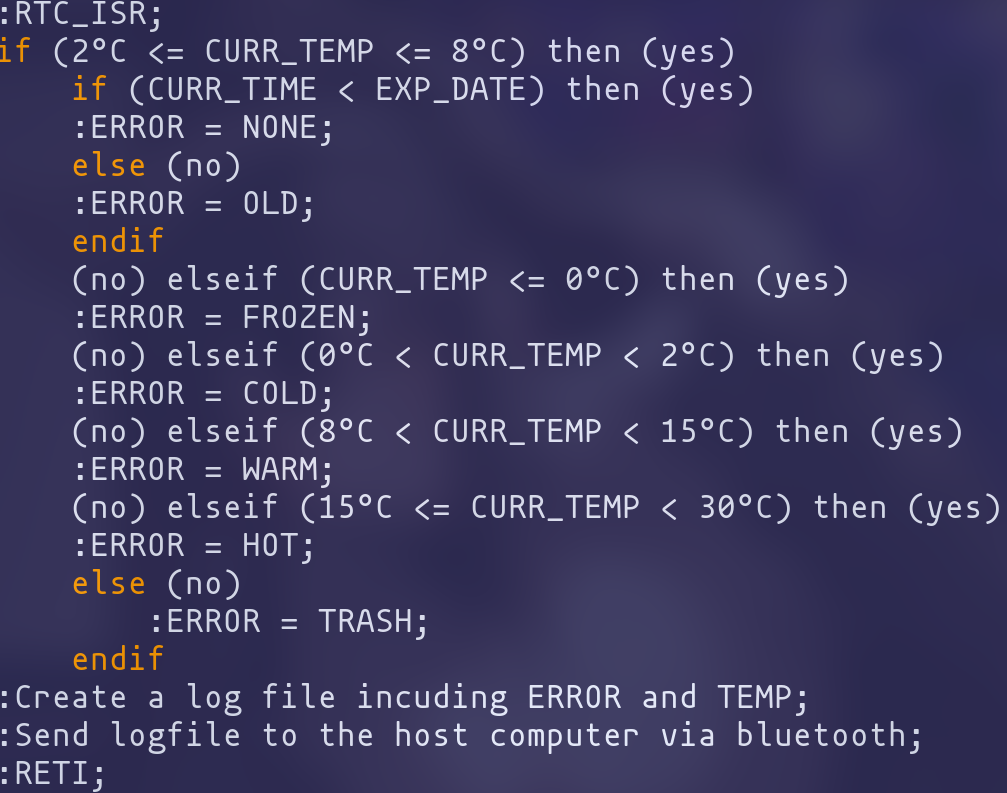 :RTC_ISR;
if (2°C <= CURR_TEMP <= 8°C) then (yes)
    if (CURR_TIME < EXP_DATE) then (yes)
    :ERROR = NONE;
    else (no)
    :ERROR = OLD;
    endif
    (no) elseif (CURR_TEMP <= 0°C) then (yes)
    :ERROR = FROZEN;
    (no) elseif (0°C < CURR_TEMP < 2°C) then (yes)
    :ERROR = COLD;
    (no) elseif (8°C < CURR_TEMP < 15°C) then (yes)
    :ERROR = WARM;
    (no) elseif (15°C <= CURR_TEMP < 30°C) then (yes)
    :ERROR = HOT;
    else (no)
        :ERROR = TRASH;
    endif
:Create a log file incuding ERROR and TEMP;
:Send logfile to the host computer via bluetooth;
:RETI;